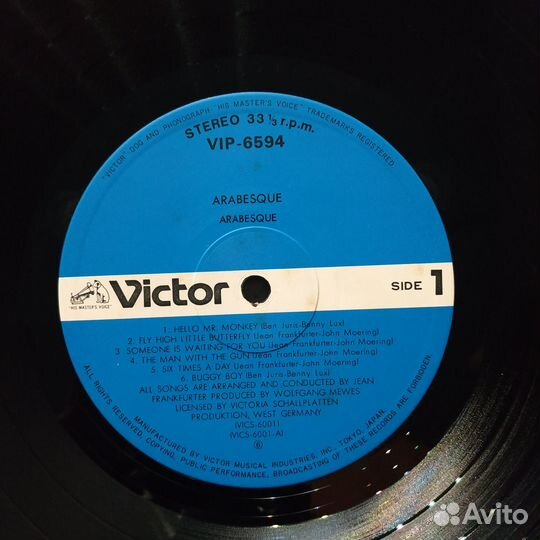 "VICTOR" DOG AND PHONOGRAPH "HIS MASTER'S VOICE" TRADEMARKS REGISTERED
STEREO 33 1/3 r.p.m.
VIP-6594
ARABESQUE
ARABESQUE
"HIS MASTER'S VOICE"
Victor
SIDE 1
1. HELLO MR. MONKEY (Ben Juris-Benny Lux)
2. FLY HIGH LITTLE BUTTERFLY (Jean Frankfurter-John Moering)
3. SOMEONE IS WAITING FOR YOU (Jean Frankfurter-John Moering)
4. THE MAN WITH THE GUN (Jean Frankfurter-John Moering)
5. SIX TIMES A DAY (Jean Frankfurter-John Moering)
6. BUGGY BOY (Ben Juris-Benny Lux)
ALL SONGS ARE ARRANGED AND CONDUCTED BY JEAN
FRANKFURTER PRODUCED BY WOLFGANG MEWES
LICENSED BY VICTORIA SCHALLPLATTEN
PRODUKTION, WEST GERMANY
(VICS-6001)
(VICS-6001-A)
Ⓟ
MANUFACTURED BY VICTOR MUSICAL INDUSTRIES, INC. TOKYO, JAPAN
ALL RIGHTS RESERVED, COPYING, PUBLIC PERFORMANCE, BROADCASTING OF THESE RECORDS ARE FORBIDDEN.
Avito